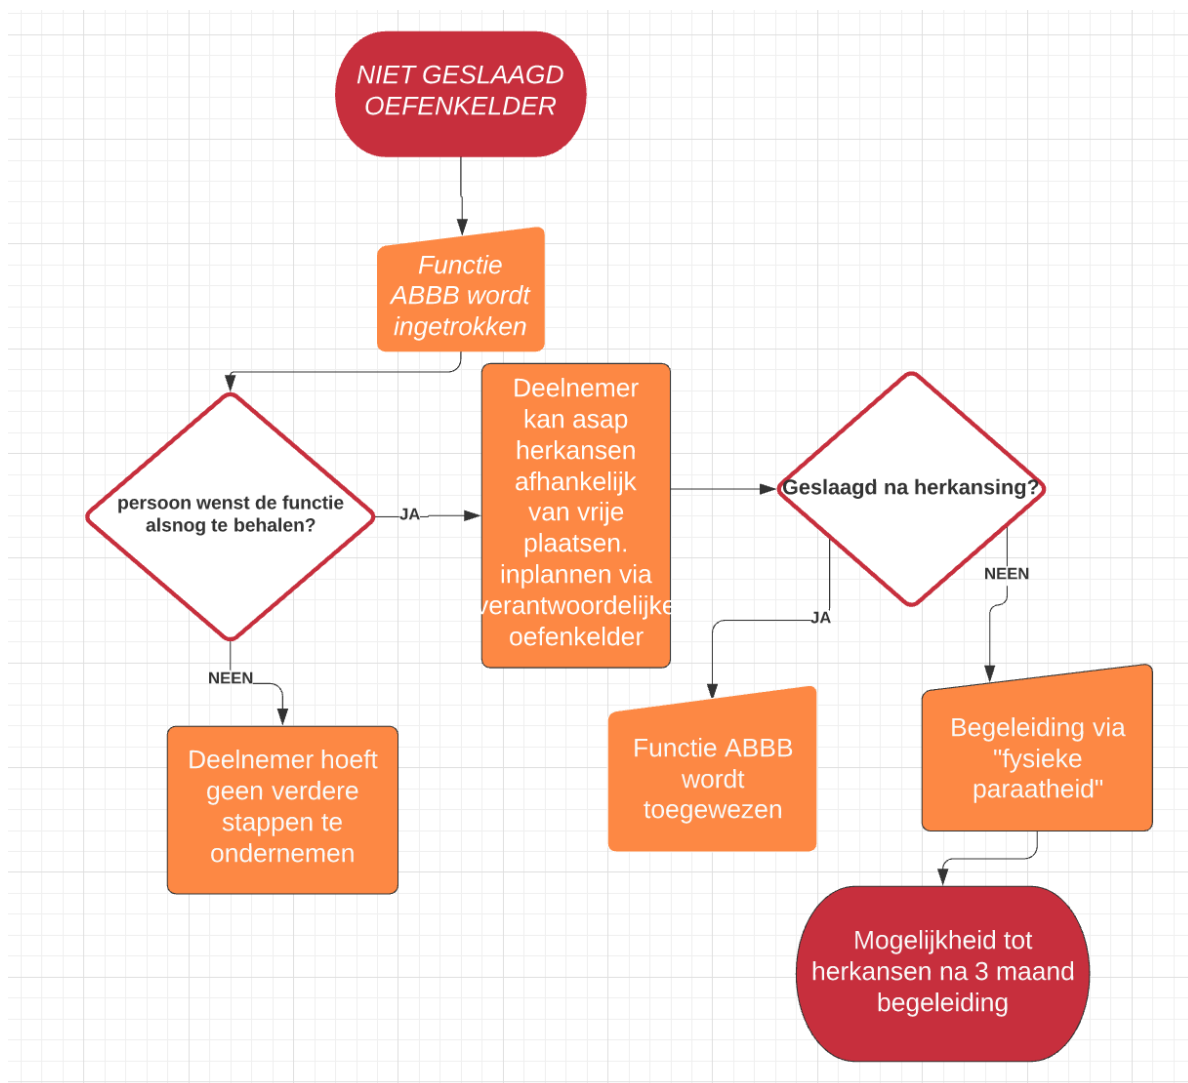 NIET GESLAAGD
OEFENKELDER
Functie
ABBB wordt
ingetrokken
persoon wenst de functie
alsnog te behalen?
JA
Deelnemer
kan asap
herkansen
afhankelijk
van vrije
plaatsen.
inplannen via
verantwoordelijke
oefenkelder
Geslaagd na herkansing?
NEEN
JA
NEEN
Deelnemer hoeft
geen verdere
stappen te
ondernemen
Functie ABBB
wordt
toegewezen
Begeleiding via
"fysieke
paraatheid"
Mogelijkheid tot
herkansen na 3 maand
begeleiding